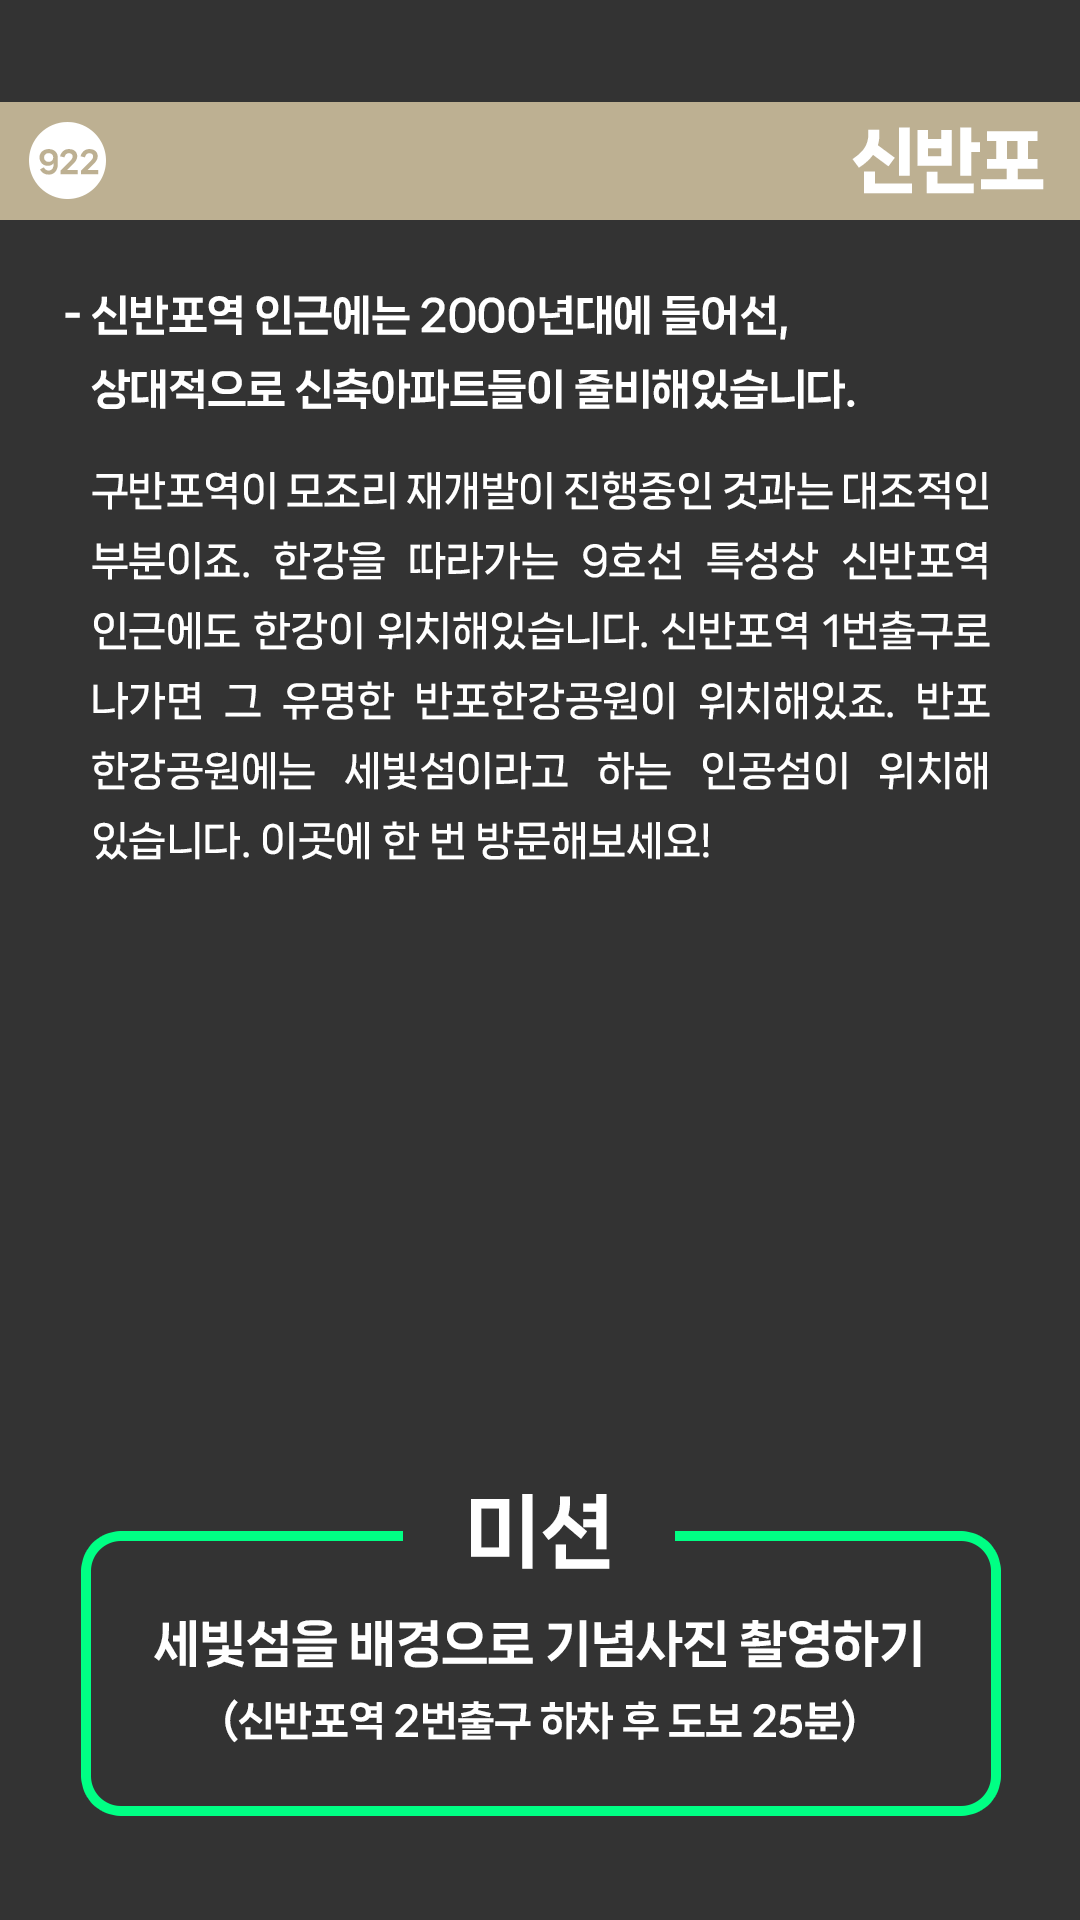 922
신반포
- 신반포역 인근에는 2000년대에 들어선,
상대적으로 신축아파트들이 줄비해있습니다.
구반포역이 모조리 재개발이 진행중인 것과는 대조적인
부분이죠. 한강을 따라가는 9호선 특성상 신반포역
인근에도 한강이 위치해있습니다. 신반포역 1번출구로
나가면 그 유명한 반포한강공원이 위치해있죠. 반포
한강공원에는 세빛섬이라고 하는 인공섬이 위치해
있습니다. 이곳에 한 번 방문해보세요!
미션
세빛섬을 배경으로 기념사진 촬영하기
(신반포역 2번출구 하차 후 도보 25분)